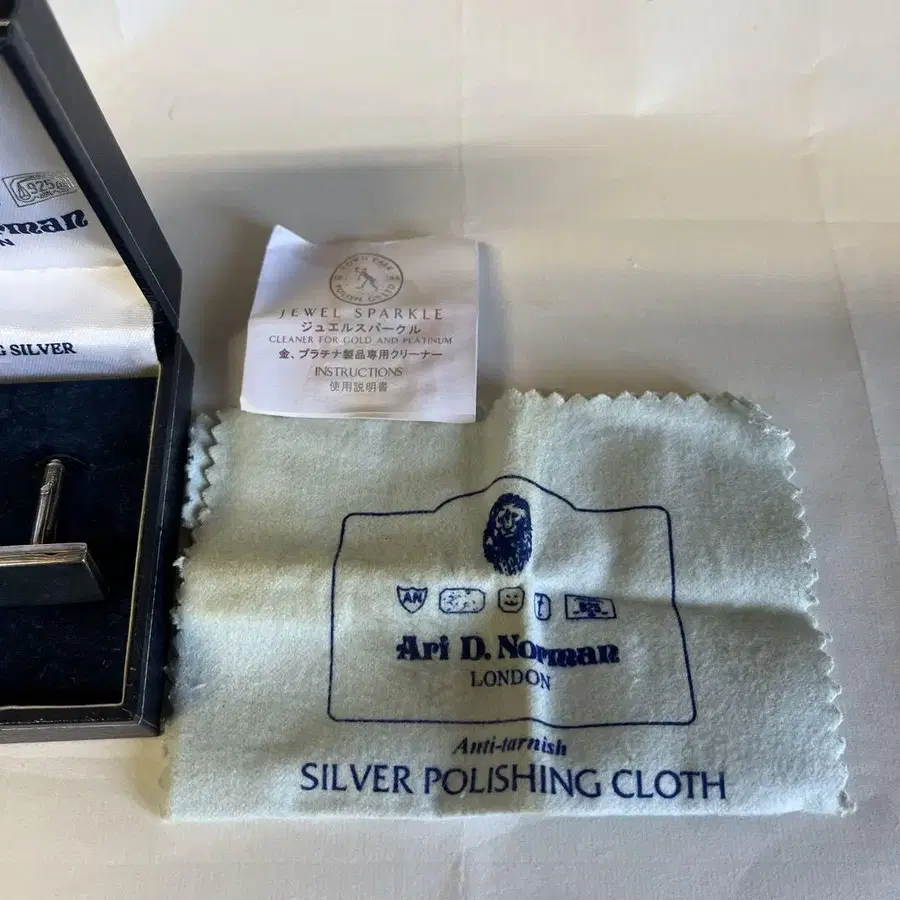 925
G SILVER
JEWEL SPARKLE
ジュエルスパークル
CLEANER FOR GOLD AND PLATINUM
金、プラチナ製品専用クリーナー
INSTRUCTIONS
使用説明書
AN
925
Ari D. Norman
LONDON
Anti-tarnish
SILVER POLISHING CLOTH